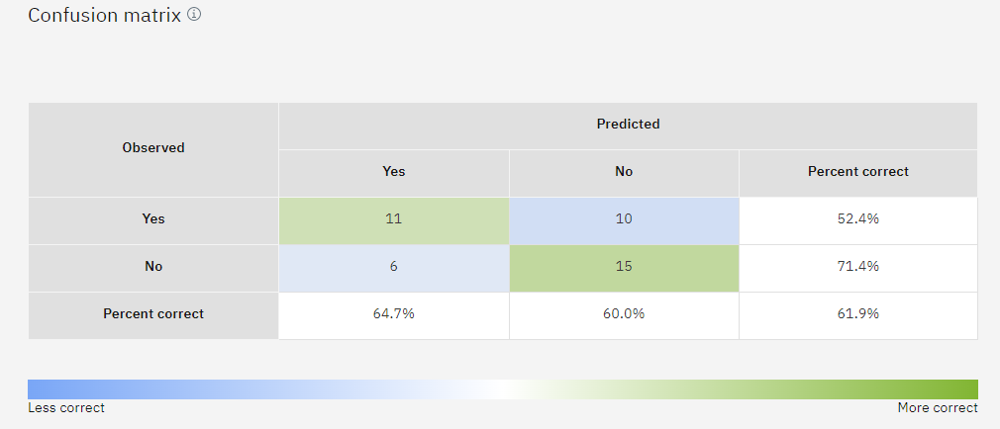 Confusion matrix
Observed
Predicted
Yes No Percent correct
Yes 11 10 52.4%
No 6 15 71.4%
Percent correct 64.7% 60.0% 61.9%
Less correct More correct